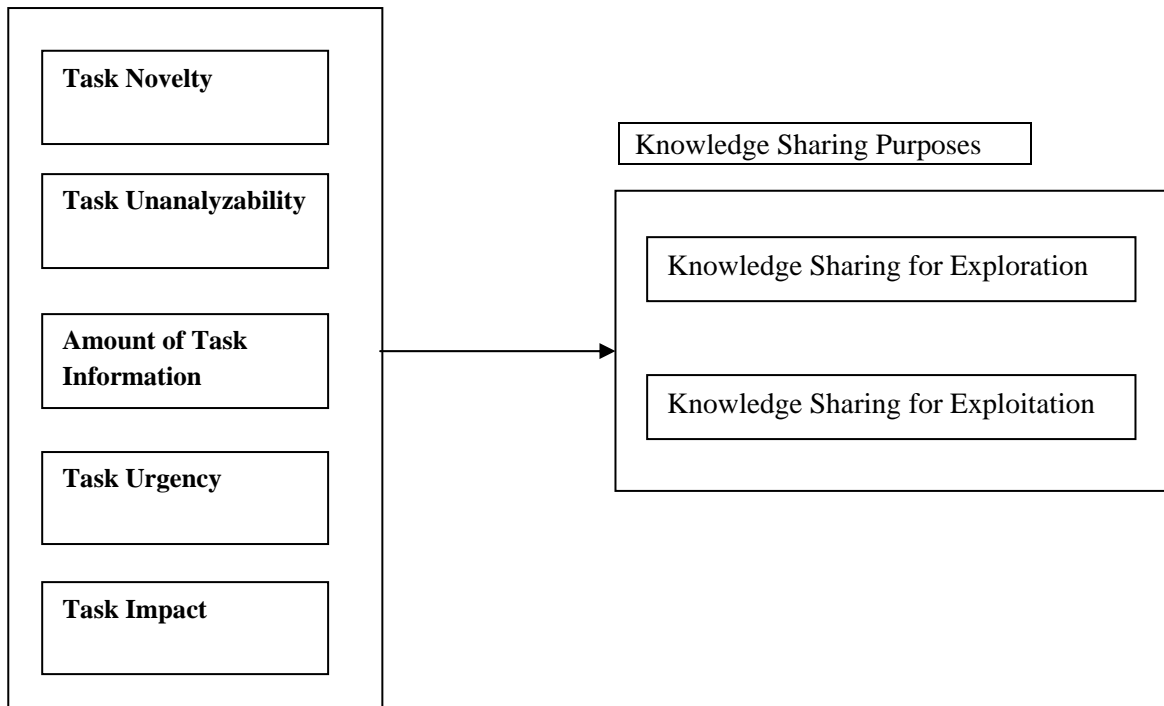 Task Novelty
Task Unanalyzability
Amount of Task
Information
Task Urgency
Task Impact
Knowledge Sharing Purposes
Knowledge Sharing for Exploration
Knowledge Sharing for Exploitation